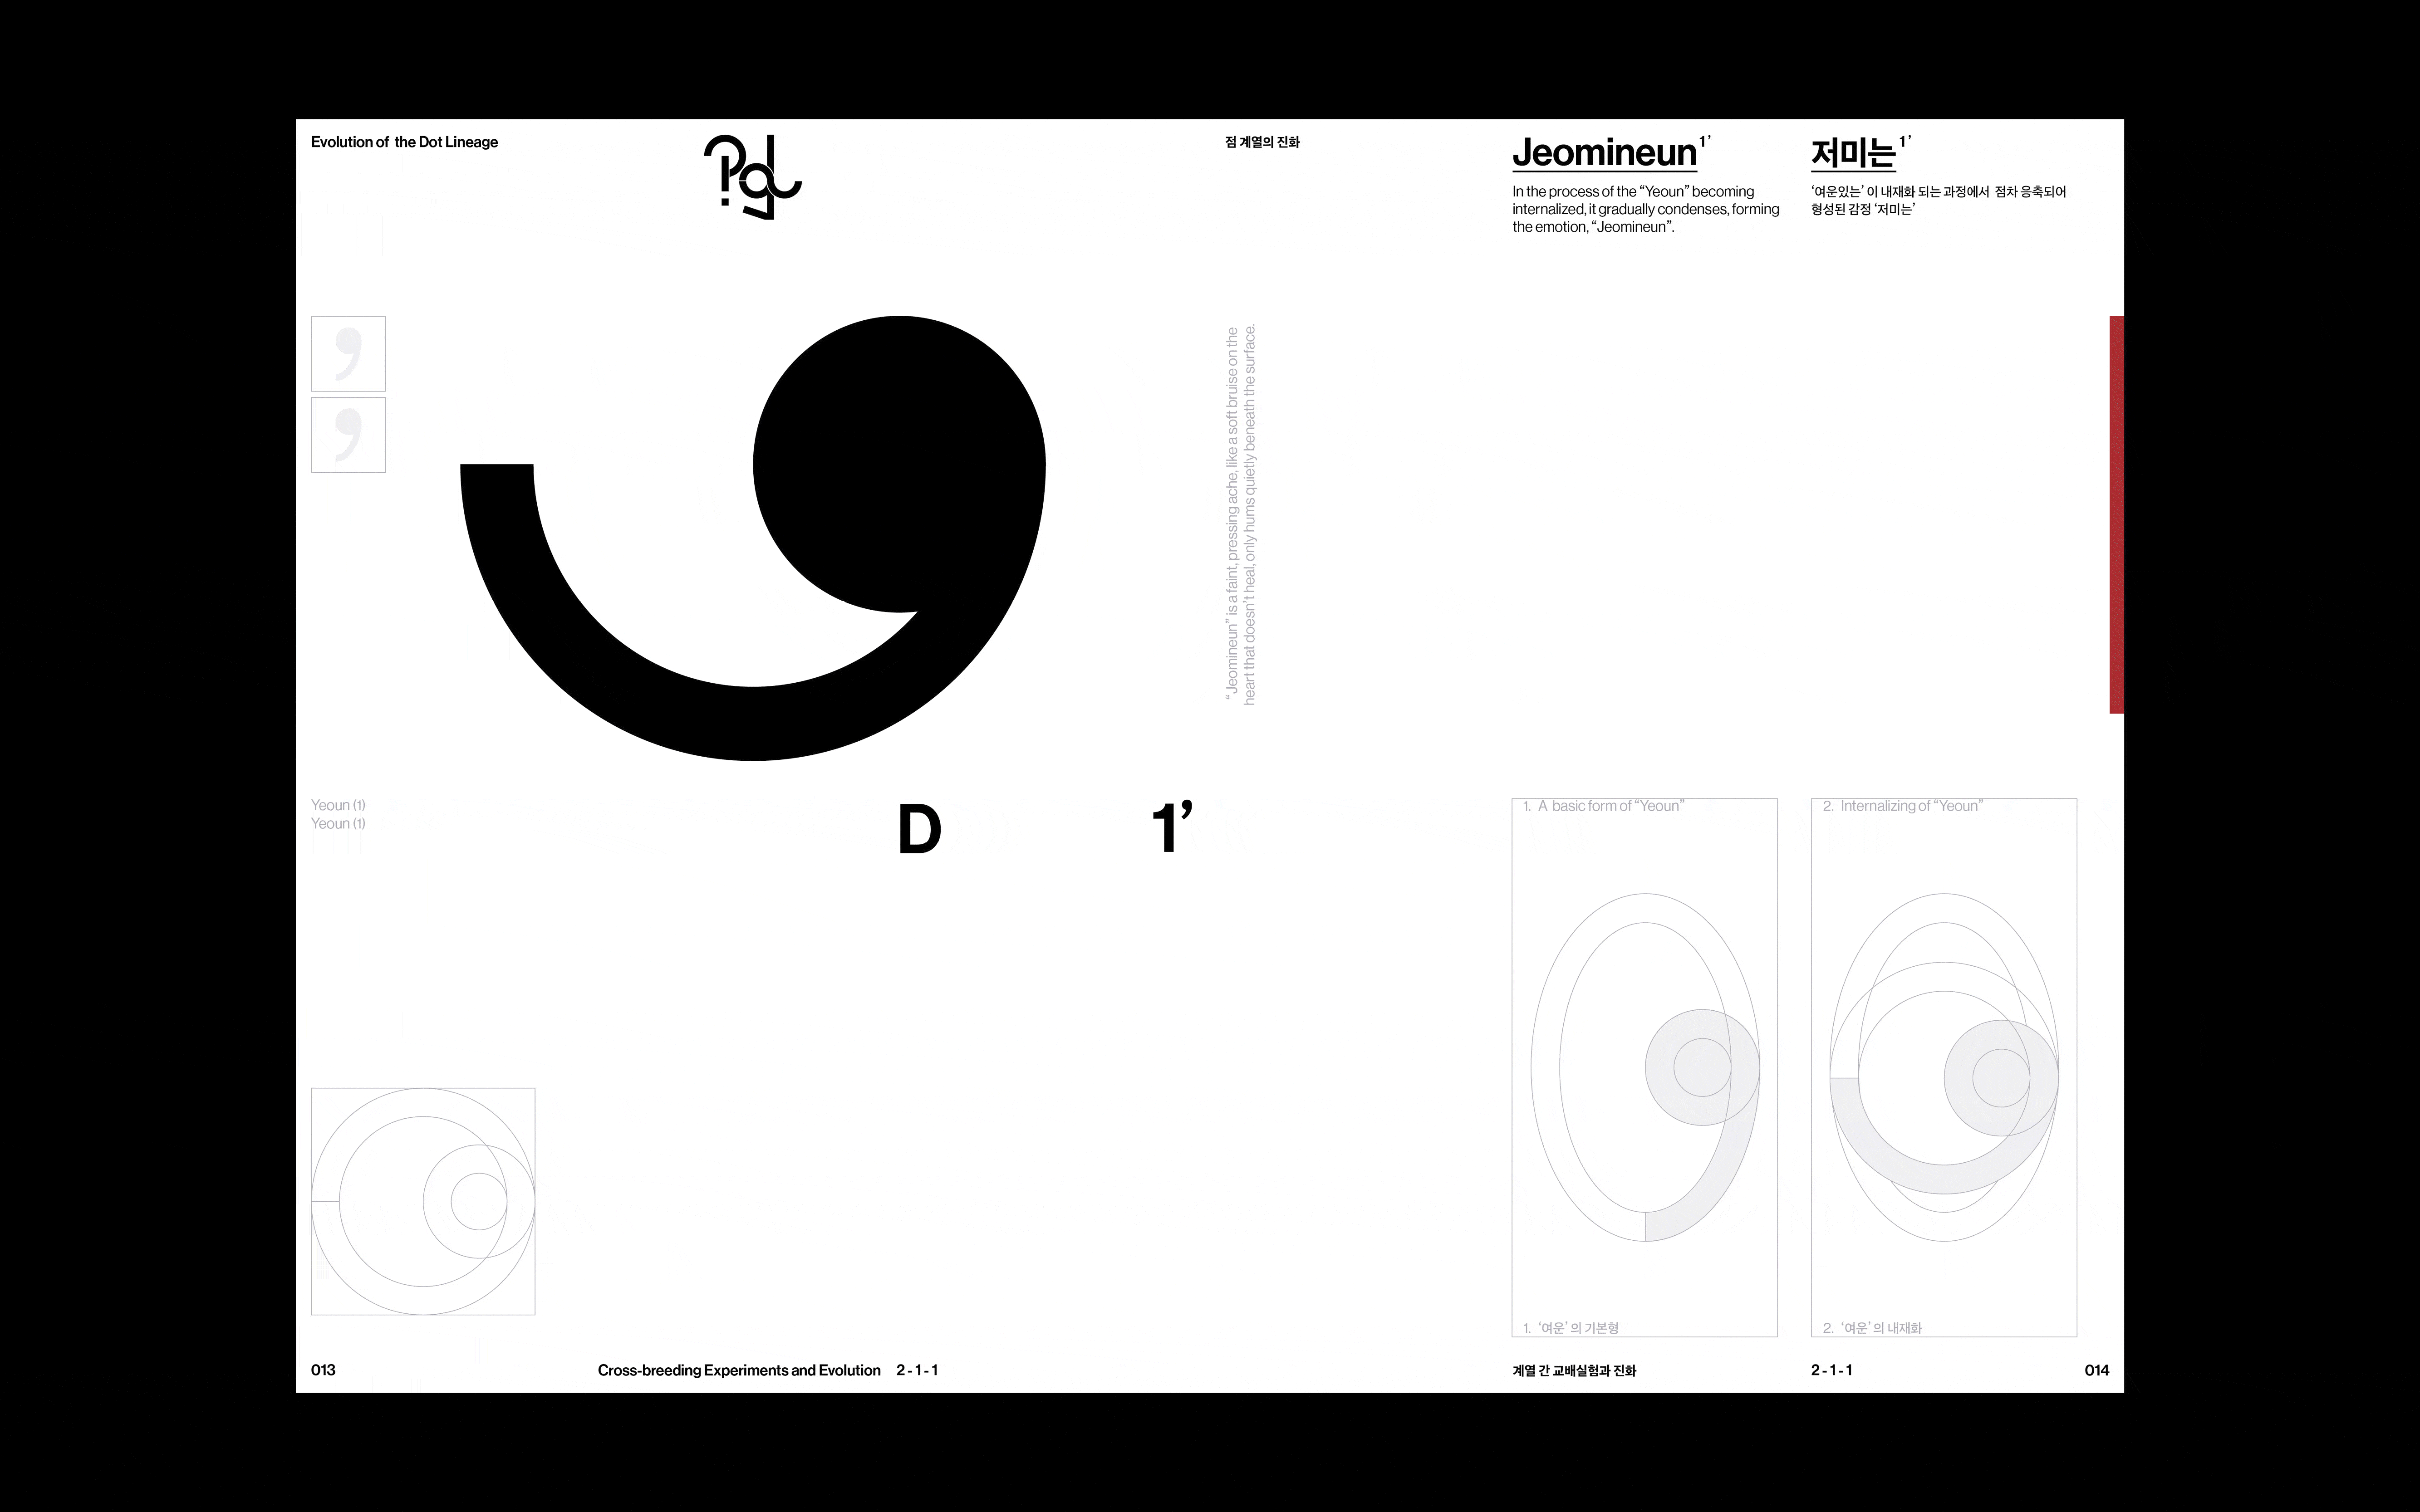 Evolution of the Dot Lineage
점 계열의 진화
Jeomineun1’
In the process of the “Yeoun” becoming
internalized, it gradually condenses, forming
the emotion, “Jeomineun”.
저미는1’
‘여운있는’ 이 내재화 되는 과정에서 점차 응축되어
형성된 감정 ‘저미는’
“Jeomineun” is a faint, pressing ache, like a soft bruise on the
heart that doesn’t heal, only hums quietly beneath the surface.
Yeoun (1)
Yeoun (1)
D 1’
1. A basic form of “Yeoun”
1. ‘여운’ 의 기본형
2. Internalizing of “Yeoun”
2. ‘여운’ 의 내재화
013
Cross-breeding Experiments and Evolution 2 - 1 - 1
계열 간 교배실험과 진화
2 - 1 - 1
014